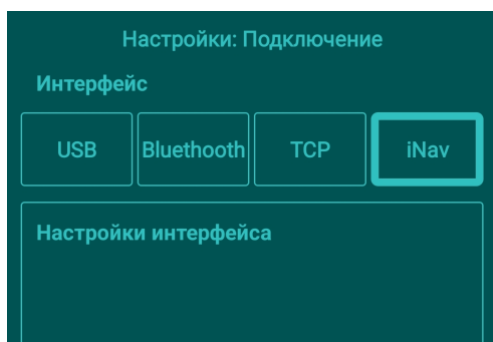 Настройки: Подключение
Интерфейс
USB Bluethooth TCP iNav
Настройки интерфейса